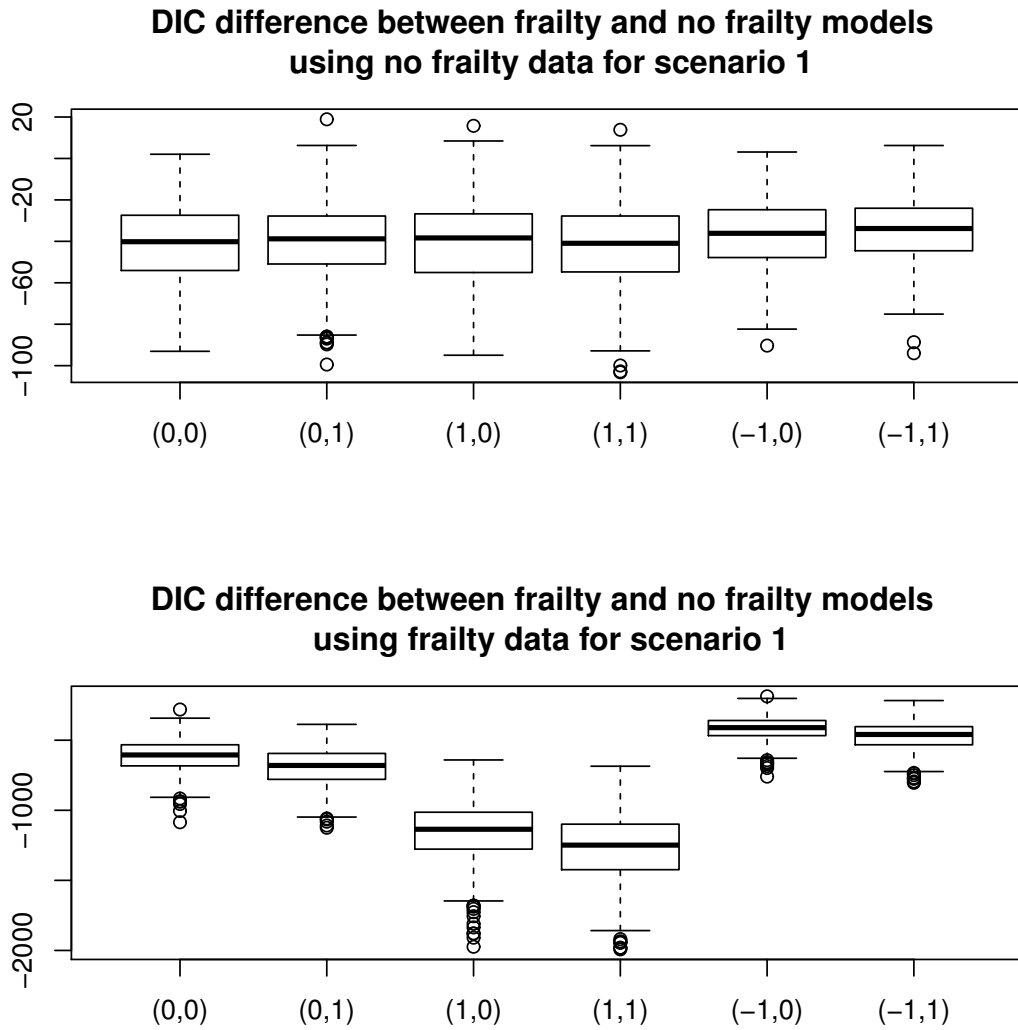 DIC difference between frailty and no frailty models
using no frailty data for scenario 1
20
−20
−60
−100
(0,0) (0,1) (1,0) (1,1) (−1,0) (−1,1)
DIC difference between frailty and no frailty models
using frailty data for scenario 1
−1000
−2000
(0,0) (0,1) (1,0) (1,1) (−1,0) (−1,1)